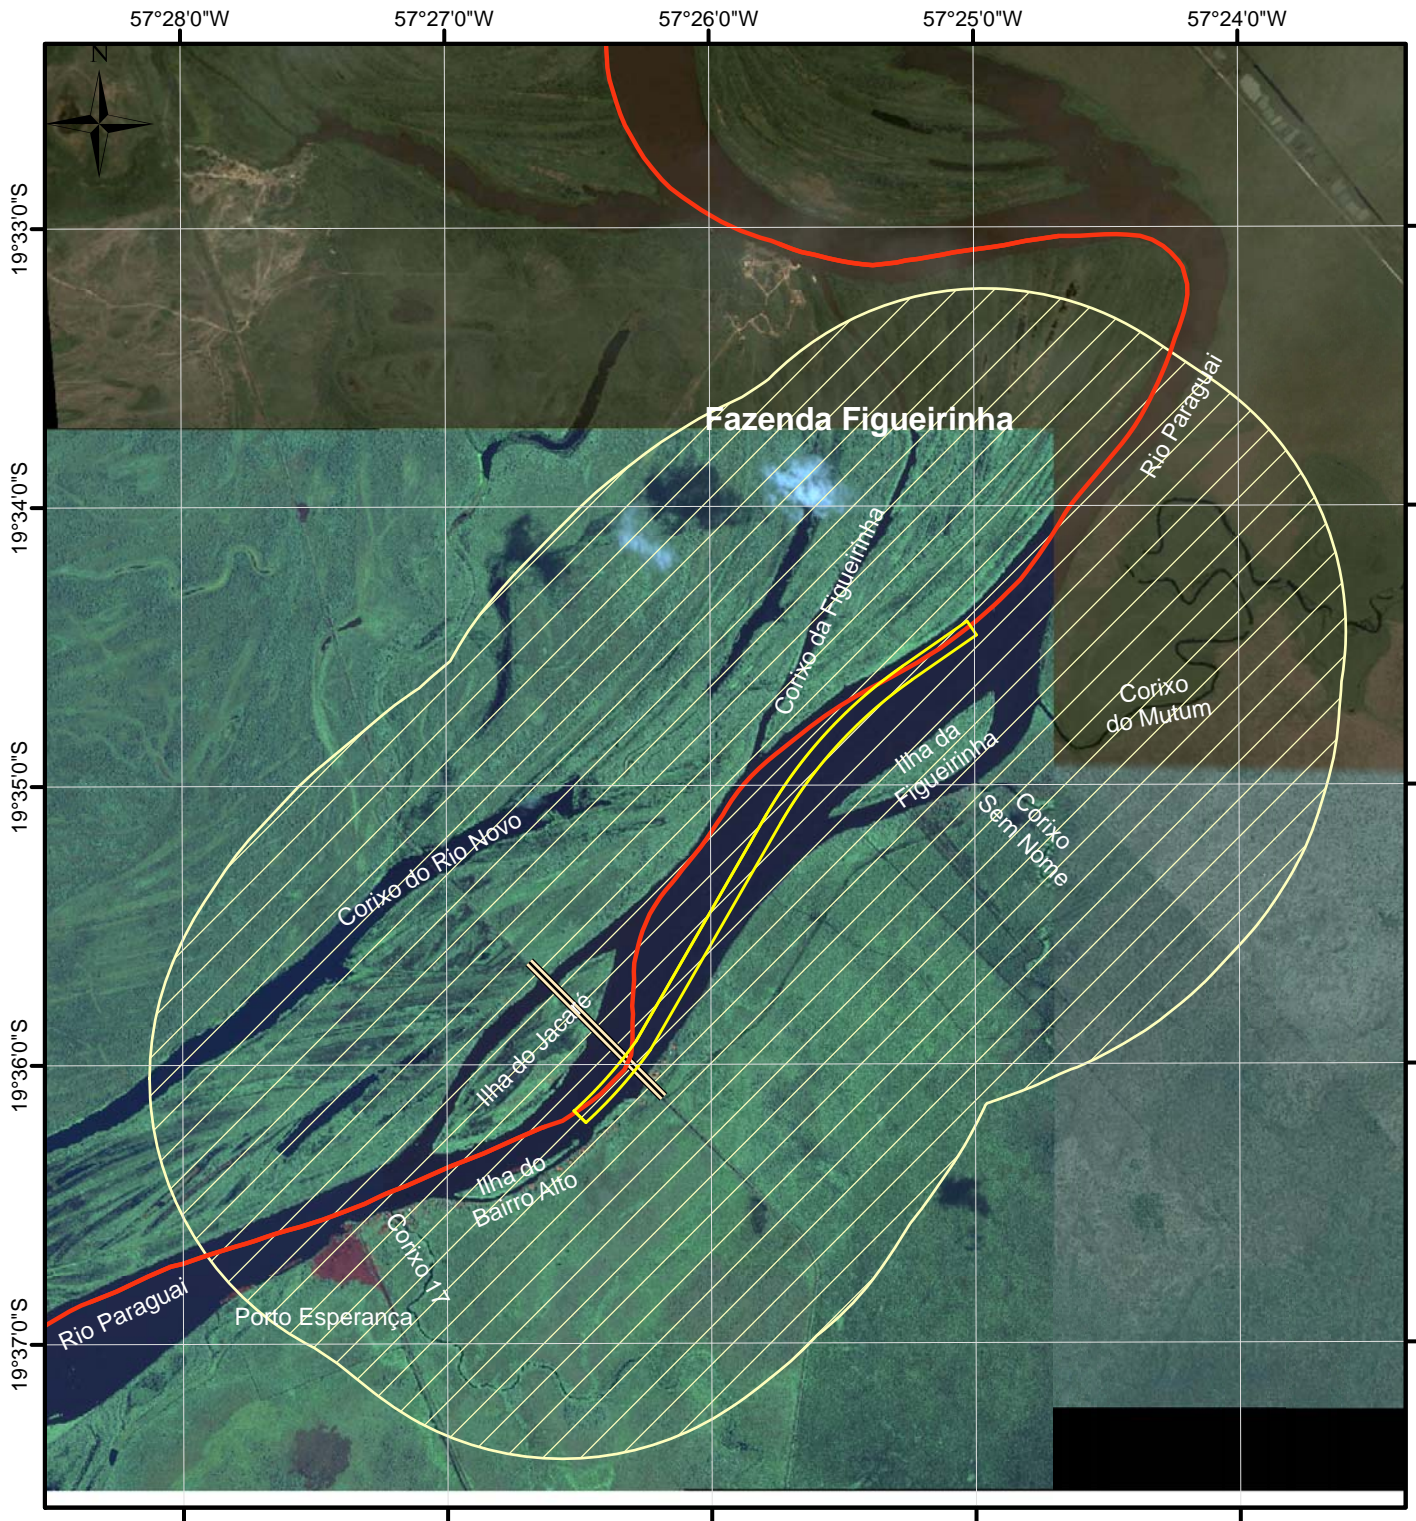 57°28'0"W
57°27'0"W
57°26'0"W
57°25'0"W
57°24'0"W
N
19°33'0"S
Rio Paraguai
Fazenda Figueirinha
19°34'0"S
Corixo da Figueirinha
Corixo
do Mutum
Ilha da
Figueirinha
19°35'0"S
Corixo
Sem Nome
Corixo do Rio Novo
Ilha do Jacaré
19°36'0"S
Ilha do
Bairro Alto
Corixo 17
Rio Paraguai
Porto Esperança
19°37'0"S